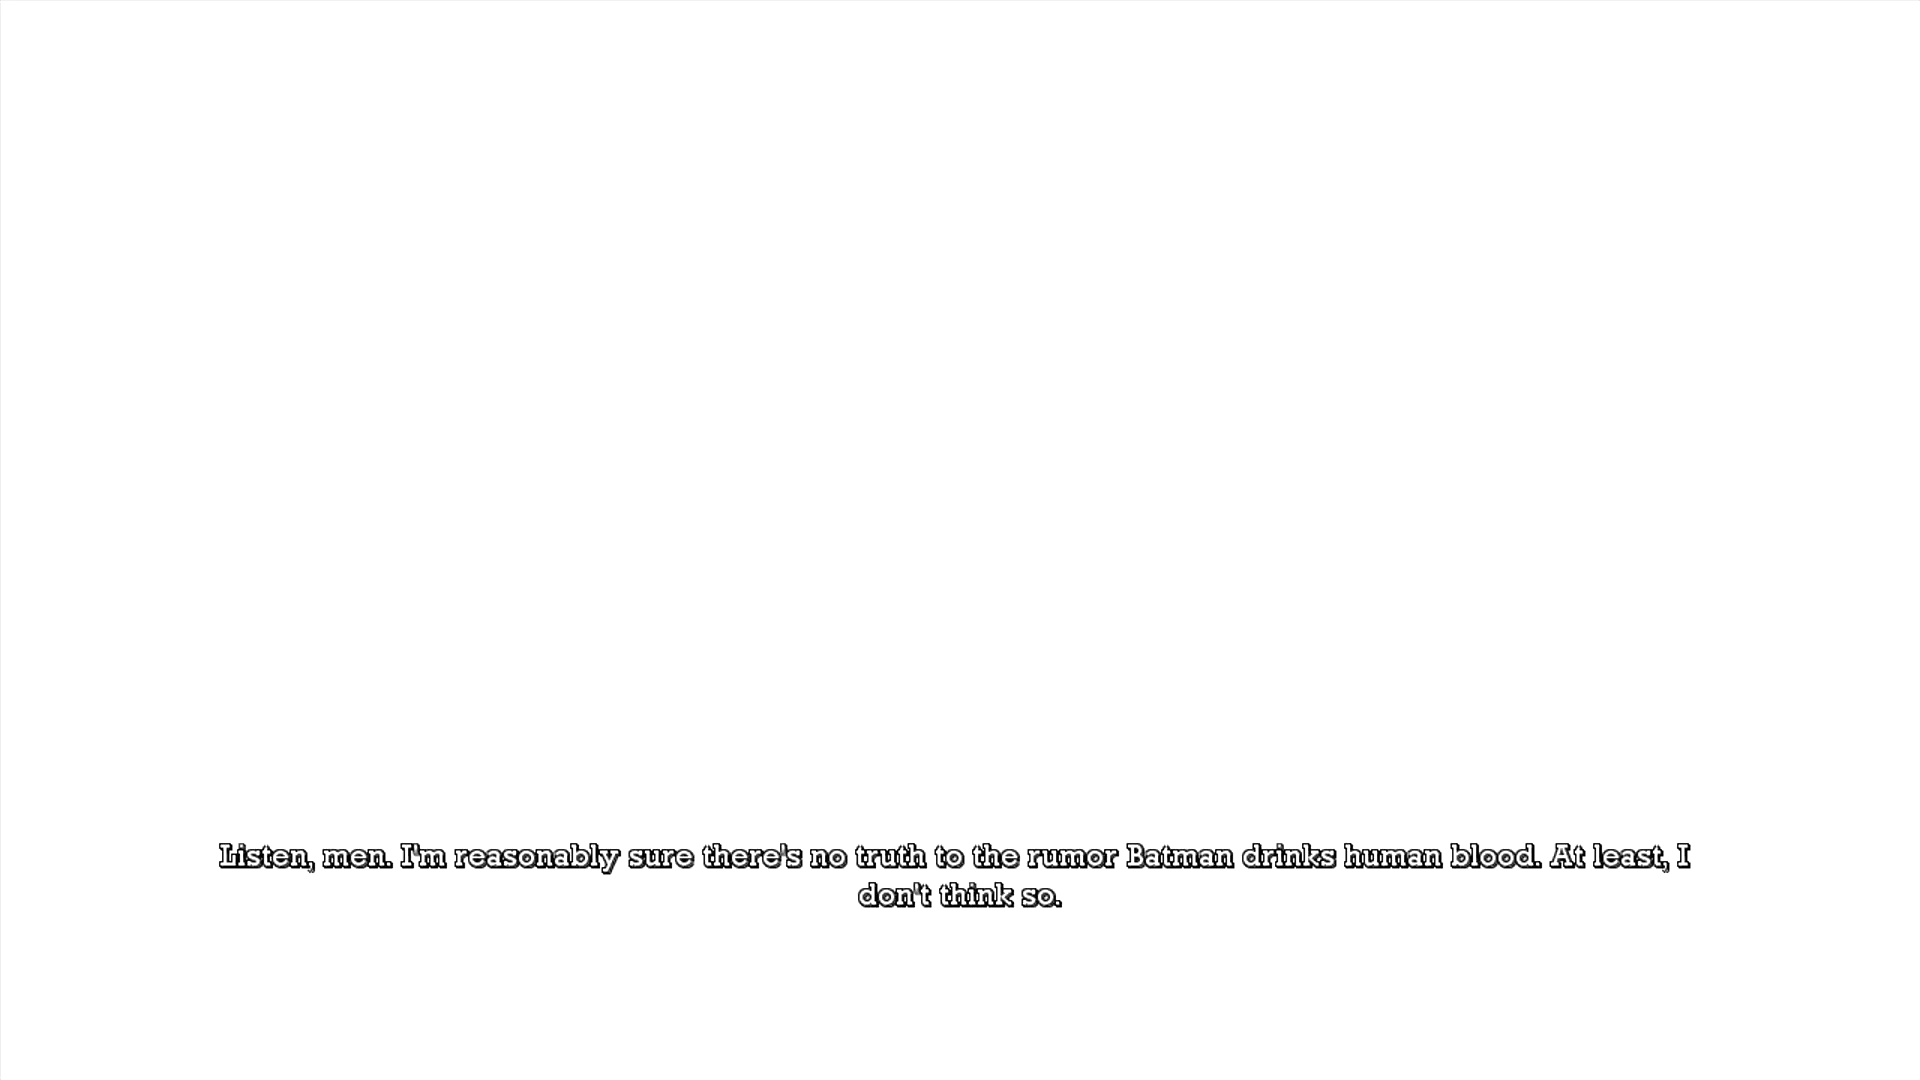 Listen, men. I'm reasonably sure there's no truth to the rumor Batman drinks human blood. At least, I
don't think so.